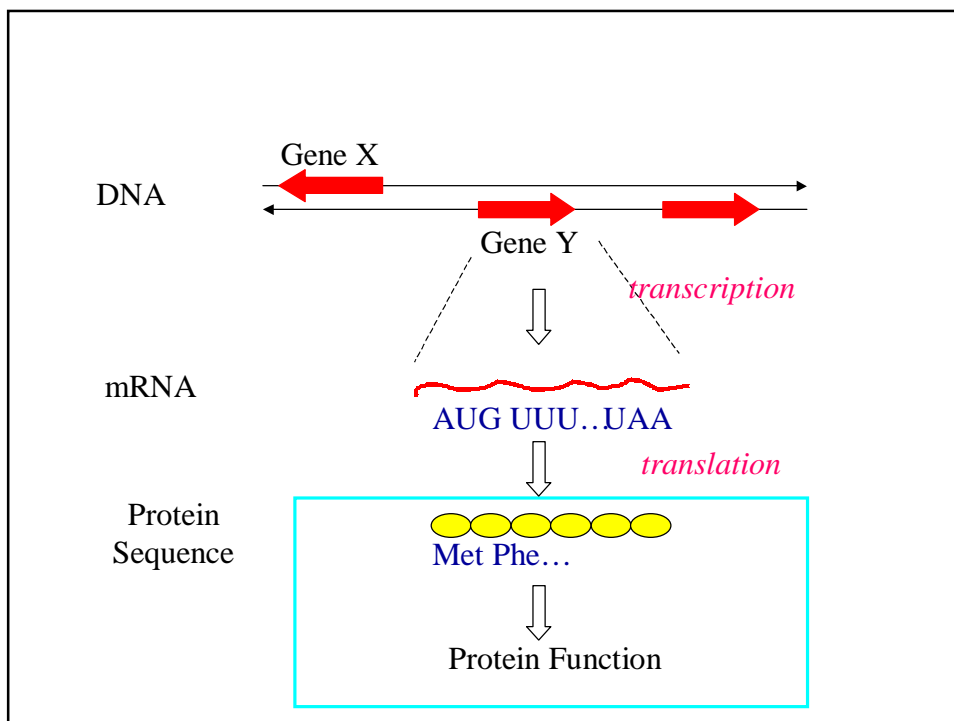 Gene X
DNA
Gene Y
transcription
mRNA
AUG UUU…UAA
translation
Protein
Sequence
Met Phe…
Protein Function